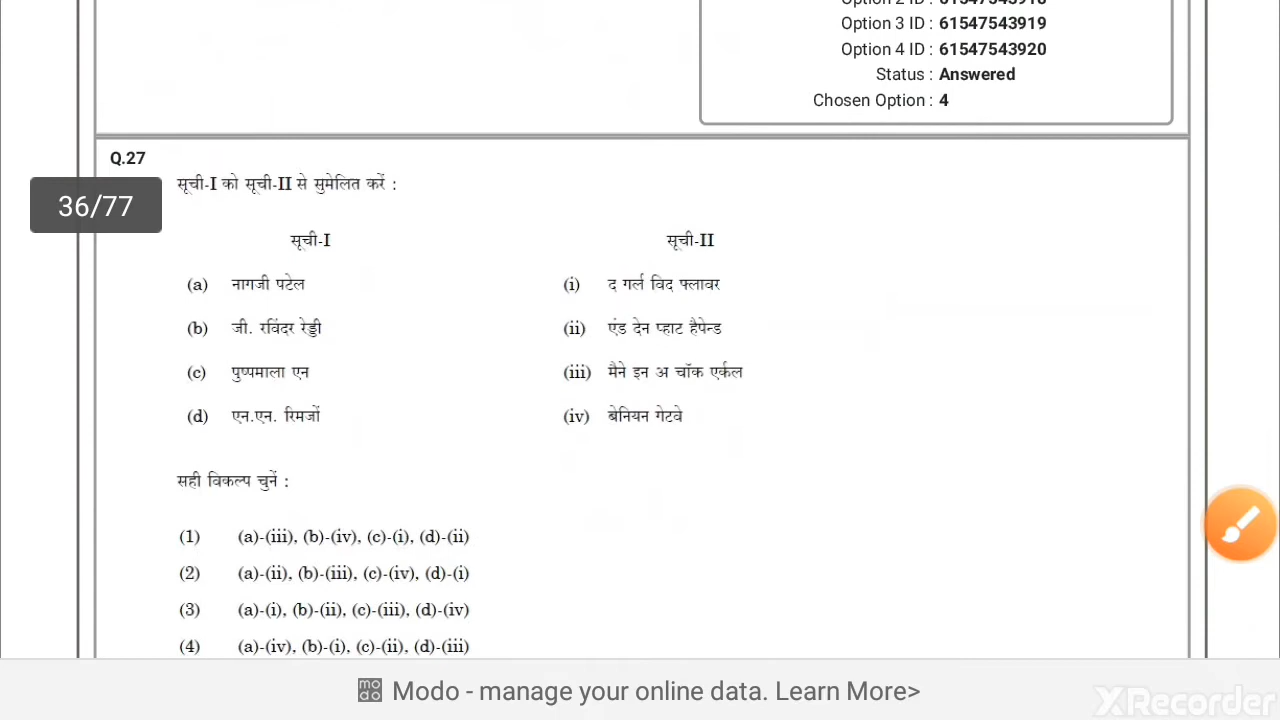 Option 3 ID : 61547543919
Option 4 ID : 61547543920
Status : Answered
Chosen Option : 4
Q.27
सूची-I को सूची-II से सुमेलित करें :
36/77
सूची-I सूची-II
(a) नागजी पटेल (i) द गर्ल विद फ्लावर
(b) जी. रविंदर रेड्डी (ii) एंड देन प्हाट हैपेन्ड
(c) पुष्पमाला एन (iii) मैने इन अ चॉक एर्कल
(d) एन.एन. रिमजों (iv) बेनियन गेटवे
सही विकल्प चुनें :
(1) (a)-(iii), (b)-(iv), (c)-(i), (d)-(ii)
(2) (a)-(ii), (b)-(iii), (c)-(iv), (d)-(i)
(3) (a)-(i), (b)-(ii), (c)-(iii), (d)-(iv)
(4) (a)-(iv), (b)-(i), (c)-(ii), (d)-(iii)
mo do Modo - manage your online data. Learn More>
XRecorder